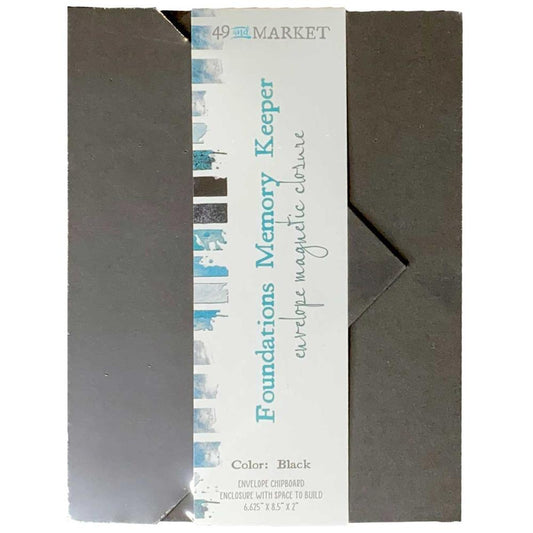 49 and MARKET
Foundations Memory Keeper
envelope magnetic closure
Color: Black
ENVELOPE CHIPBOARD
ENCLOSURE WITH SPACE TO BUILD
6.625" X 8.5" X 2"